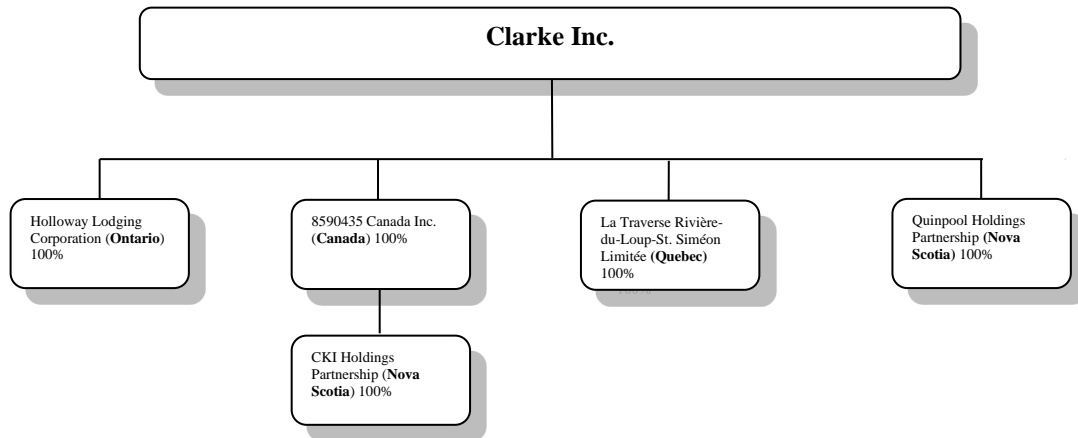 Clarke Inc.
Holloway Lodging
Corporation (Ontario)
100%
8590435 Canada Inc.
(Canada) 100%
La Traverse Rivière-
du-Loup-St. Siméon
Limitée (Quebec)
100%
Quinpool Holdings
Partnership (Nova
Scotia) 100%
CKI Holdings
Partnership (Nova
Scotia) 100%